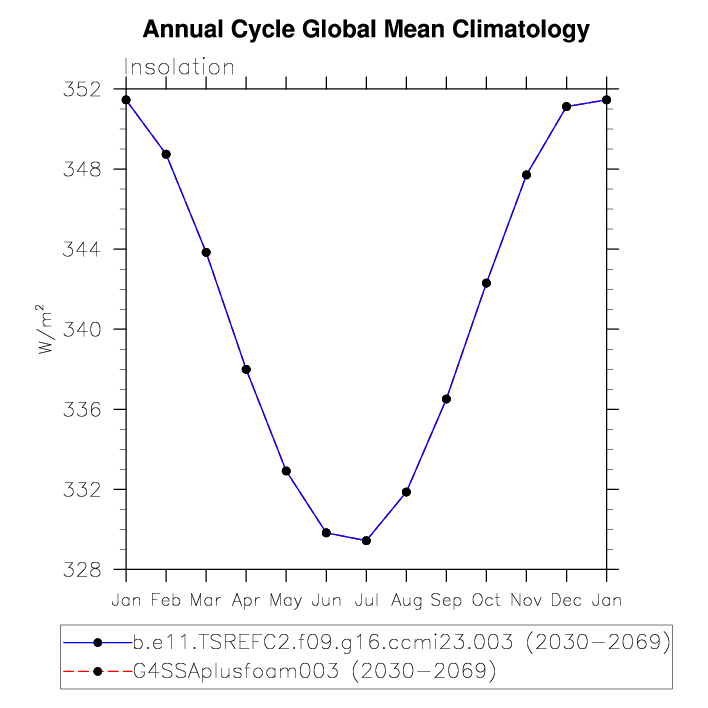 Annual Cycle Global Mean Climatology
Insolation
352
348
344
340
336
332
328
W/m²
Jan Feb Mar Apr May Jun Jul Aug Sep Oct Nov Dec Jan
b.e11.TSREFC2.f09.g16.ccmi23.003 (2030-2069)
G4SSAplusfoam003 (2030-2069)